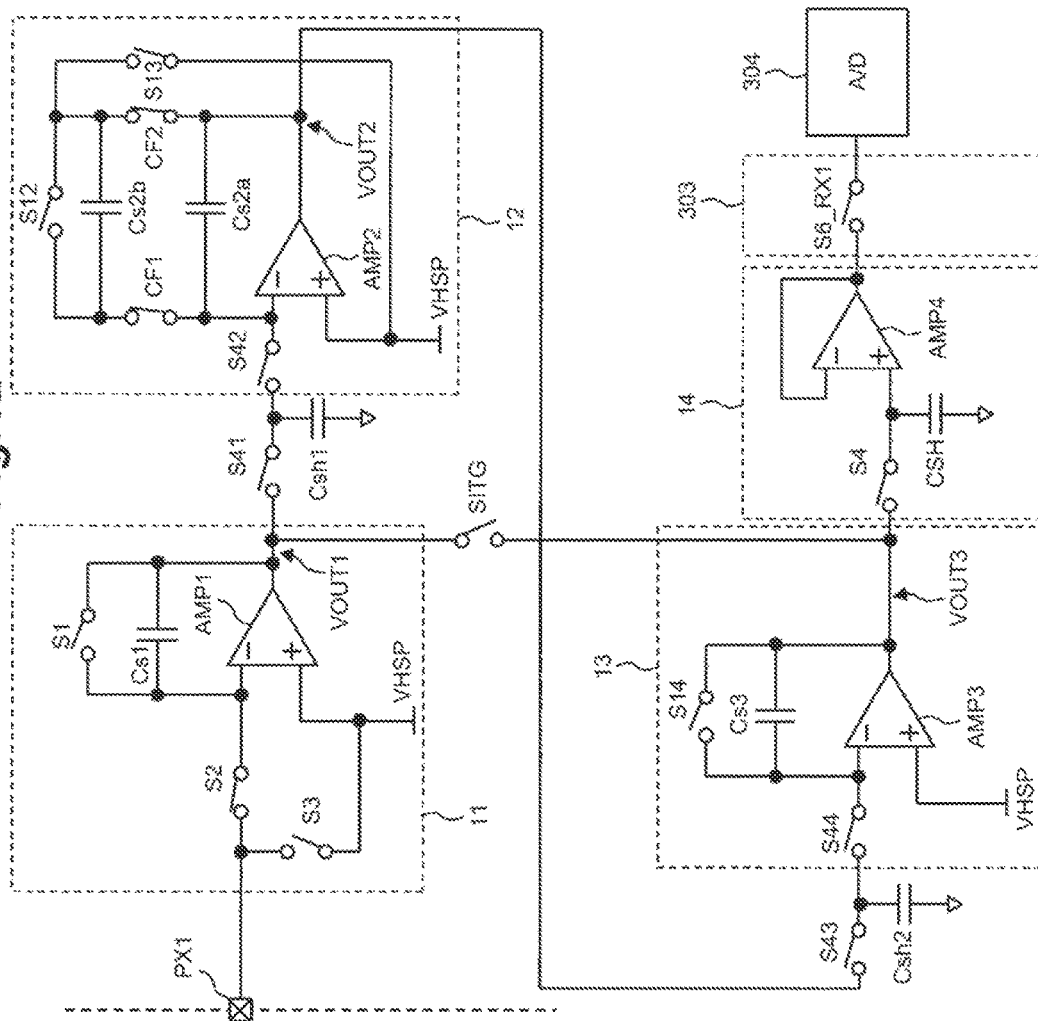 PX1
S2
S3
S1
Cs1
AMP1
−
+
VHSP
VOUT1
11
S41
Csh1
S42
SITG
S12
Cs2b
CF1
CF2
S13
Cs2a
−
+
AMP2
VOUT2
VHSP
12
S43
Csh2
S44
S14
Cs3
−
+
AMP3
VHSP
VOUT3
13
S4
CSH
−
+
AMP4
14
S6_RX1
303
A/D
304